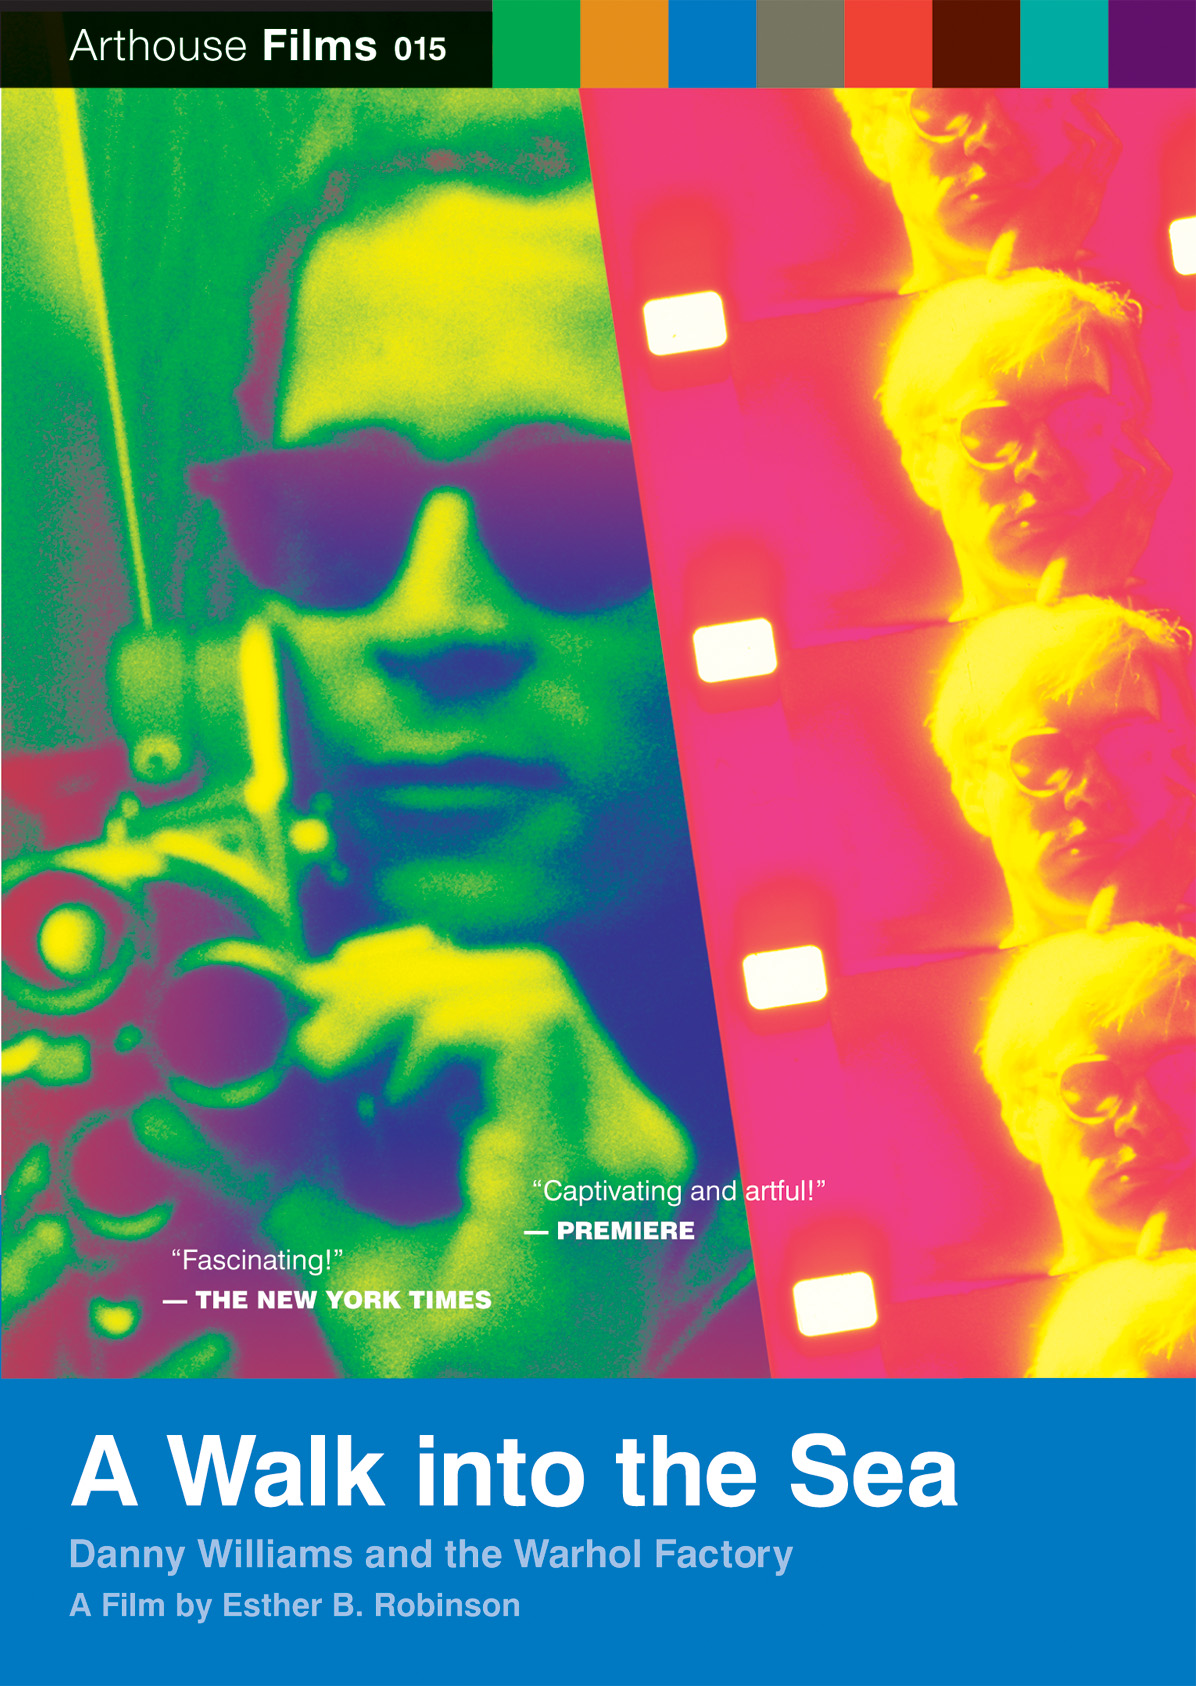 Arthouse Films 015
“Captivating and artful!”
— PREMIERE
“Fascinating!”
— THE NEW YORK TIMES
A Walk into the Sea
Danny Williams and the Warhol Factory
A Film by Esther B. Robinson